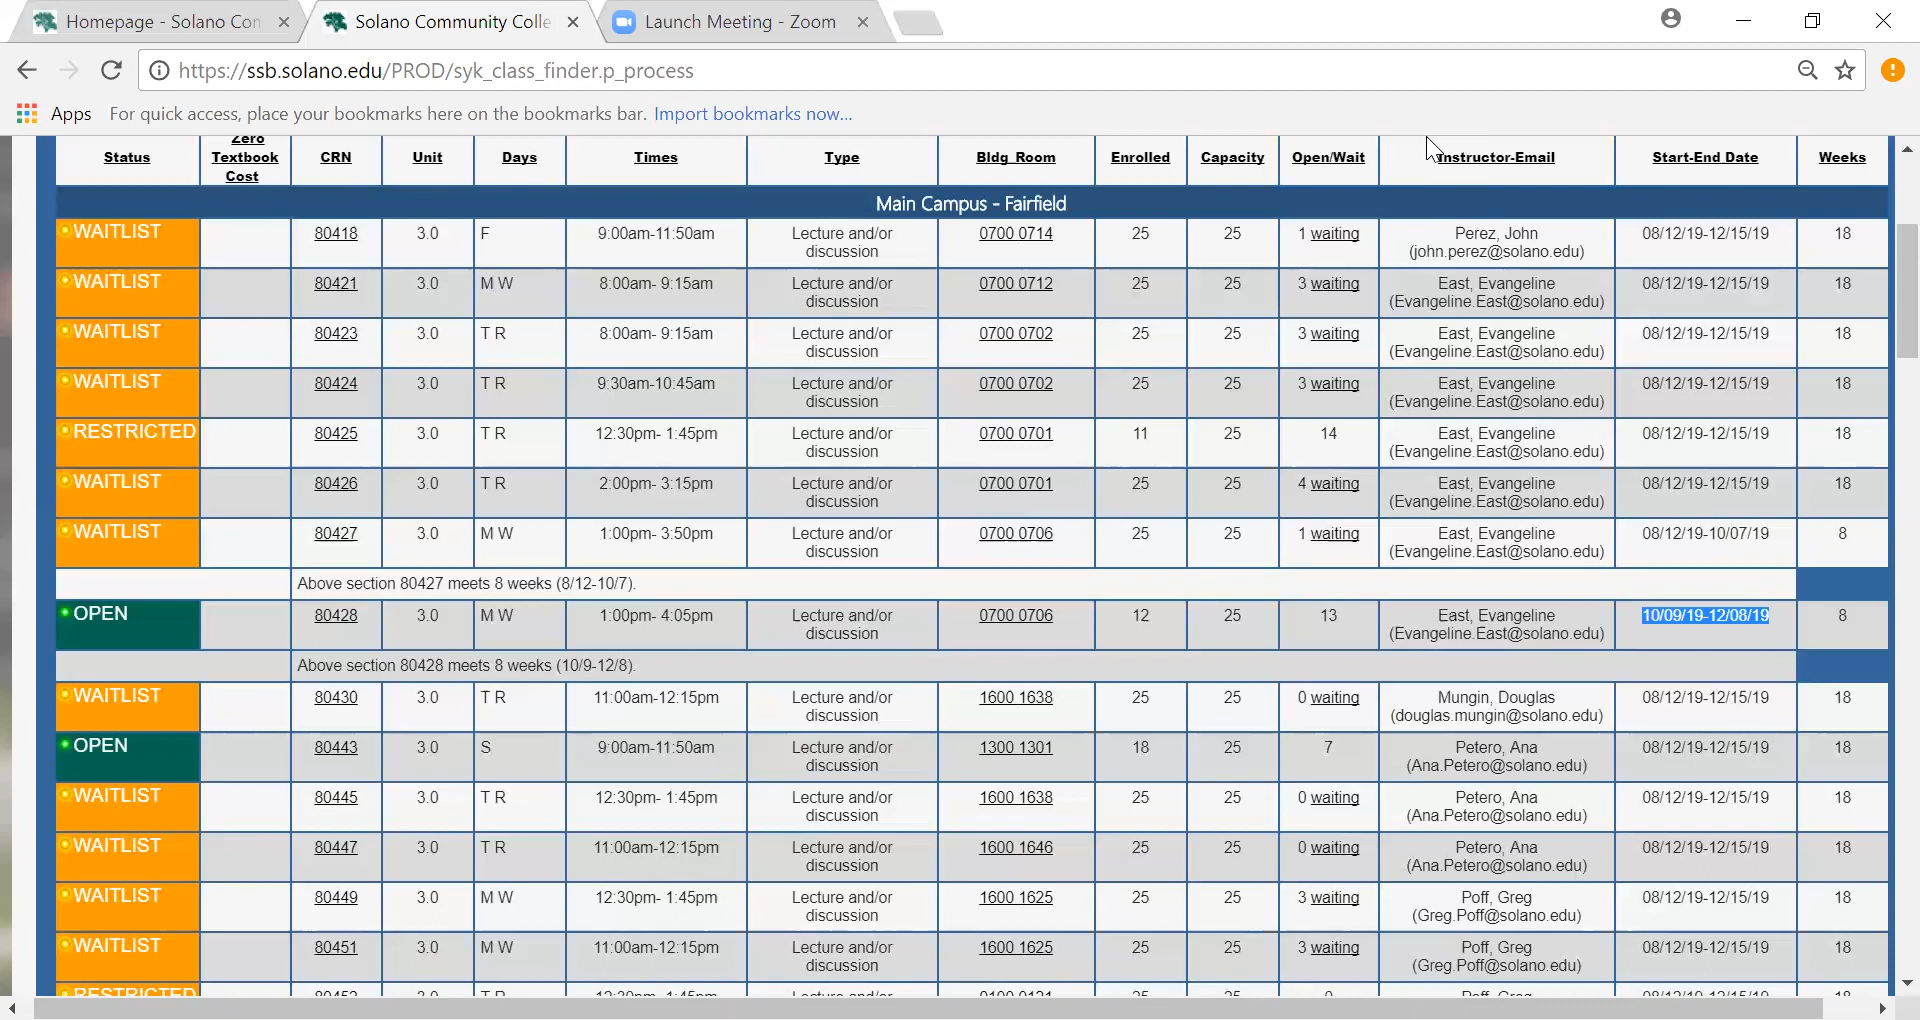 Homepage - Solano Con
Solano Community Colle
Launch Meeting - Zoom
https://ssb.solano.edu/PROD/syk_class_finder.p_process
Apps For quick access, place your bookmarks here on the bookmarks bar. Import bookmarks now...
Status Zero Textbook Cost CRN Unit Days Times Type Bldg Room Enrolled Capacity Open/Wait Instructor-Email Start-End Date Weeks
Main Campus - Fairfield
WAITLIST 80418 3.0 F 9:00am-11:50am Lecture and/or discussion 0700 0714 25 25 1 waiting Perez, John (john.perez@solano.edu) 08/12/19-12/15/19 18
WAITLIST 80421 3.0 M W 8:00am- 9:15am Lecture and/or discussion 0700 0712 25 25 3 waiting East, Evangeline (Evangeline.East@solano.edu) 08/12/19-12/15/19 18
WAITLIST 80423 3.0 T R 8:00am- 9:15am Lecture and/or discussion 0700 0702 25 25 3 waiting East, Evangeline (Evangeline.East@solano.edu) 08/12/19-12/15/19 18
WAITLIST 80424 3.0 T R 9:30am-10:45am Lecture and/or discussion 0700 0702 25 25 3 waiting East, Evangeline (Evangeline.East@solano.edu) 08/12/19-12/15/19 18
RESTRICTED 80425 3.0 T R 12:30pm- 1:45pm Lecture and/or discussion 0700 0701 11 25 14 East, Evangeline (Evangeline.East@solano.edu) 08/12/19-12/15/19 18
WAITLIST 80426 3.0 T R 2:00pm- 3:15pm Lecture and/or discussion 0700 0701 25 25 4 waiting East, Evangeline (Evangeline.East@solano.edu) 08/12/19-12/15/19 18
WAITLIST 80427 3.0 M W 1:00pm- 3:50pm Lecture and/or discussion 0700 0706 25 25 1 waiting East, Evangeline (Evangeline.East@solano.edu) 08/12/19-10/07/19 8
Above section 80427 meets 8 weeks (8/12-10/7).
OPEN 80428 3.0 M W 1:00pm- 4:05pm Lecture and/or discussion 0700 0706 12 25 13 East, Evangeline (Evangeline.East@solano.edu) 10/09/19-12/08/19 8
Above section 80428 meets 8 weeks (10/9-12/8).
WAITLIST 80430 3.0 T R 11:00am-12:15pm Lecture and/or discussion 1600 1638 25 25 0 waiting Mungin, Douglas (douglas.mungin@solano.edu) 08/12/19-12/15/19 18
OPEN 80443 3.0 S 9:00am-11:50am Lecture and/or discussion 1300 1301 18 25 7 Petero, Ana (Ana.Petero@solano.edu) 08/12/19-12/15/19 18
WAITLIST 80445 3.0 T R 12:30pm- 1:45pm Lecture and/or discussion 1600 1638 25 25 0 waiting Petero, Ana (Ana.Petero@solano.edu) 08/12/19-12/15/19 18
WAITLIST 80447 3.0 T R 11:00am-12:15pm Lecture and/or discussion 1600 1646 25 25 0 waiting Petero, Ana (Ana.Petero@solano.edu) 08/12/19-12/15/19 18
WAITLIST 80449 3.0 M W 12:30pm- 1:45pm Lecture and/or discussion 1600 1625 25 25 3 waiting Poff, Greg (Greg.Poff@solano.edu) 08/12/19-12/15/19 18
WAITLIST 80451 3.0 M W 11:00am-12:15pm Lecture and/or discussion 1600 1625 25 25 3 waiting Poff, Greg (Greg.Poff@solano.edu) 08/12/19-12/15/19 18
RESTRICTED